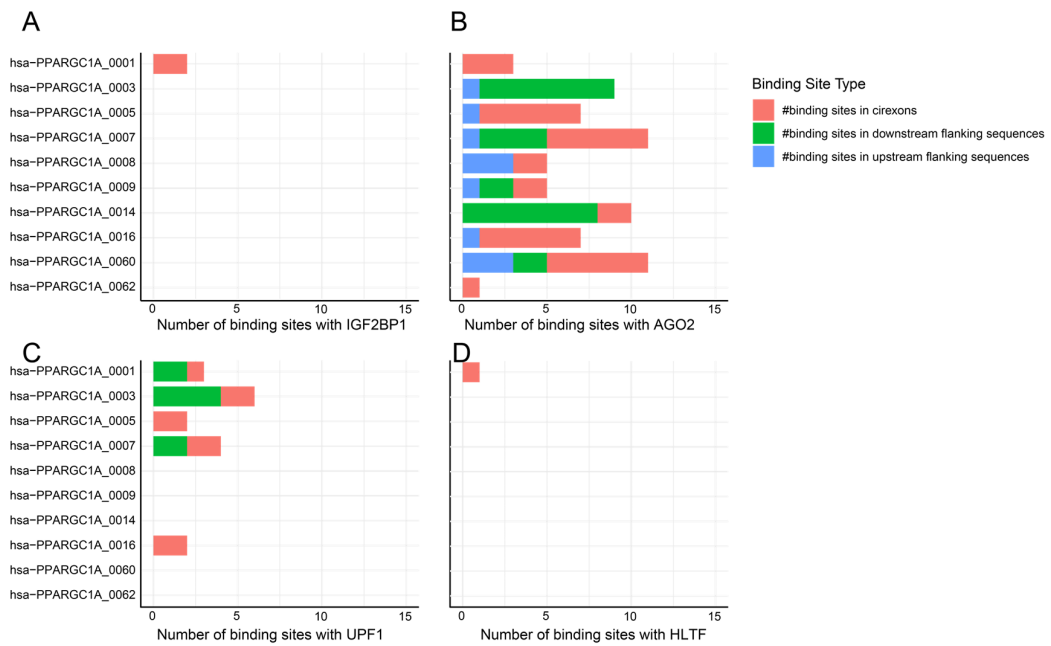 A
B
hsa-PPARGC1A_0001
hsa-PPARGC1A_0003
hsa-PPARGC1A_0005
hsa-PPARGC1A_0007
hsa-PPARGC1A_0008
hsa-PPARGC1A_0009
hsa-PPARGC1A_0014
hsa-PPARGC1A_0016
hsa-PPARGC1A_0060
hsa-PPARGC1A_0062
0 5 10 15
Number of binding sites with IGF2BP1
0 5 10 15
Number of binding sites with AGO2
Binding Site Type
#binding sites in cirexons
#binding sites in downstream flanking sequences
#binding sites in upstream flanking sequences
C
D
hsa-PPARGC1A_0001
hsa-PPARGC1A_0003
hsa-PPARGC1A_0005
hsa-PPARGC1A_0007
hsa-PPARGC1A_0008
hsa-PPARGC1A_0009
hsa-PPARGC1A_0014
hsa-PPARGC1A_0016
hsa-PPARGC1A_0060
hsa-PPARGC1A_0062
0 5 10 15
Number of binding sites with UPF1
0 5 10 15
Number of binding sites with HLTF